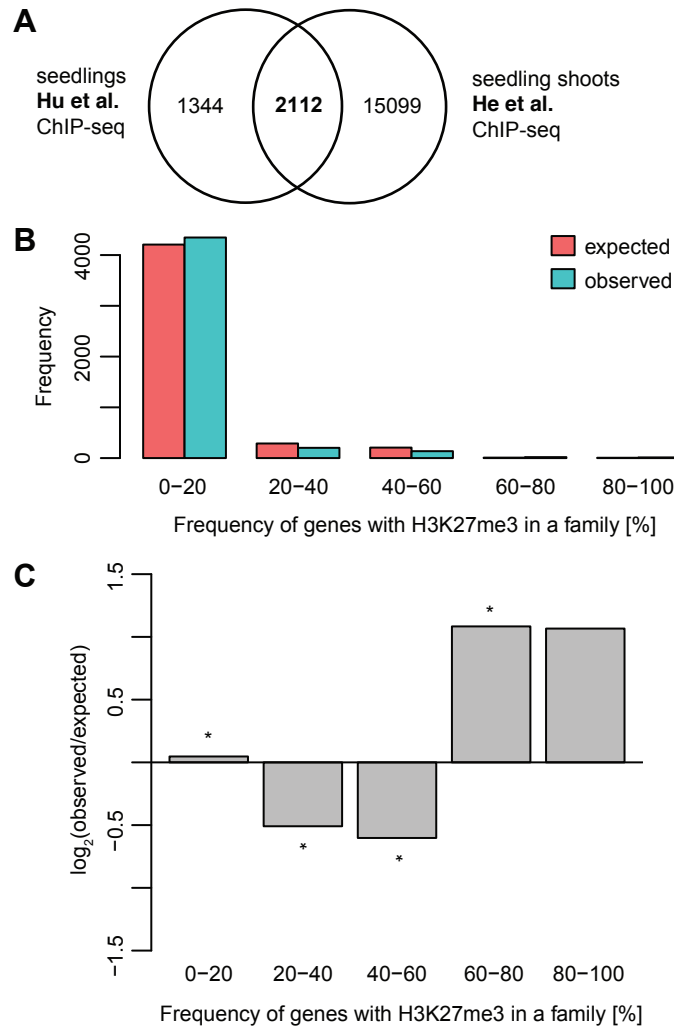 A
seedlings
Hu et al.
ChIP-seq
1344
2112
15099
seedling shoots
He et al.
ChIP-seq
B
Frequency
0
2000
4000
expected
observed
0−20
20−40
40−60
60−80
80−100
Frequency of genes with H3K27me3 in a family [%]
C
log2(observed/expected)
−1.5
−0.5
0.5
1.5
*
*
*
*
0−20
20−40
40−60
60−80
80−100
Frequency of genes with H3K27me3 in a family [%]